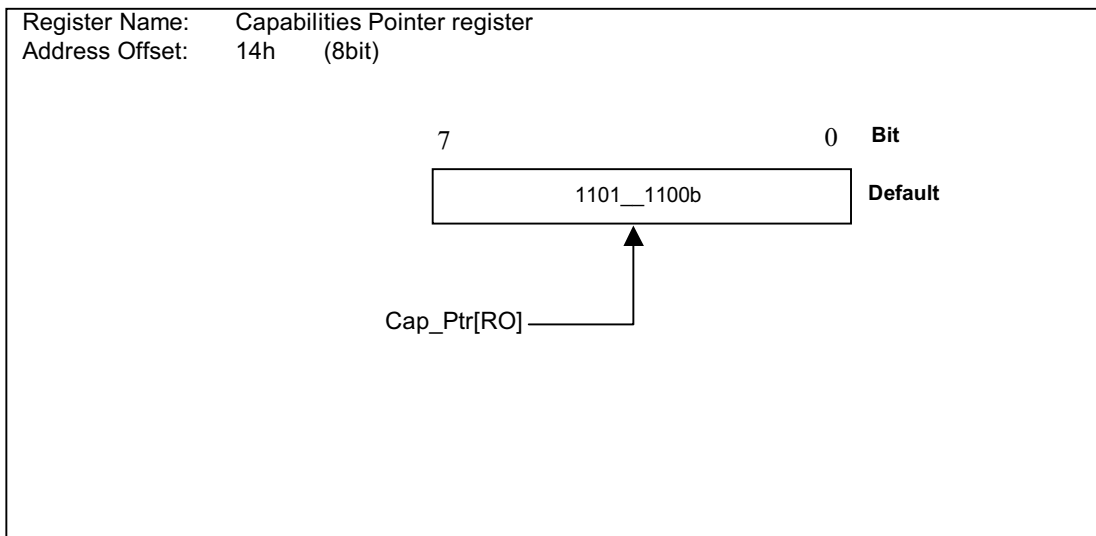 Register Name: Capabilities Pointer register
Address Offset: 14h (8bit)
7 0 Bit
1101__1100b Default
Cap_Ptr[RO]